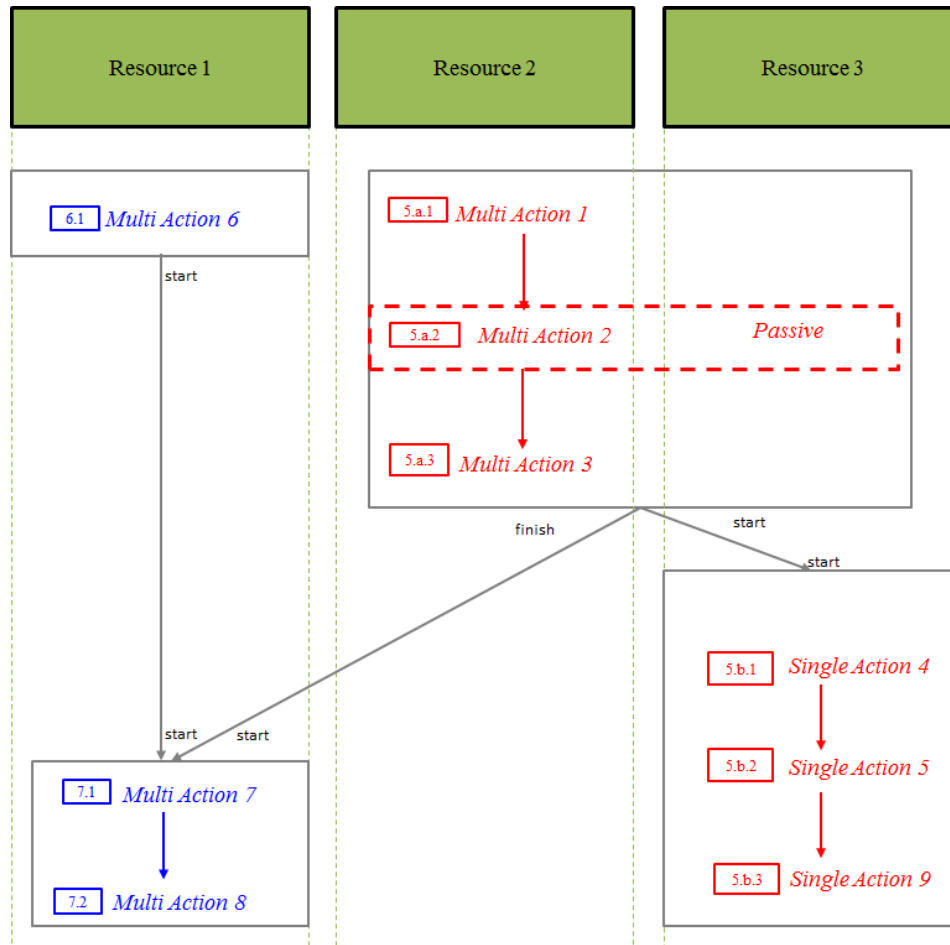 Resource 1
Resource 2
Resource 3
6.1 Multi Action 6
5.a.1 Multi Action 1
start
5.a.2 Multi Action 2 Passive
5.a.3 Multi Action 3
finish
start
start
5.b.1 Single Action 4
start
start
5.b.2 Single Action 5
7.1 Multi Action 7
5.b.3 Single Action 9
7.2 Multi Action 8